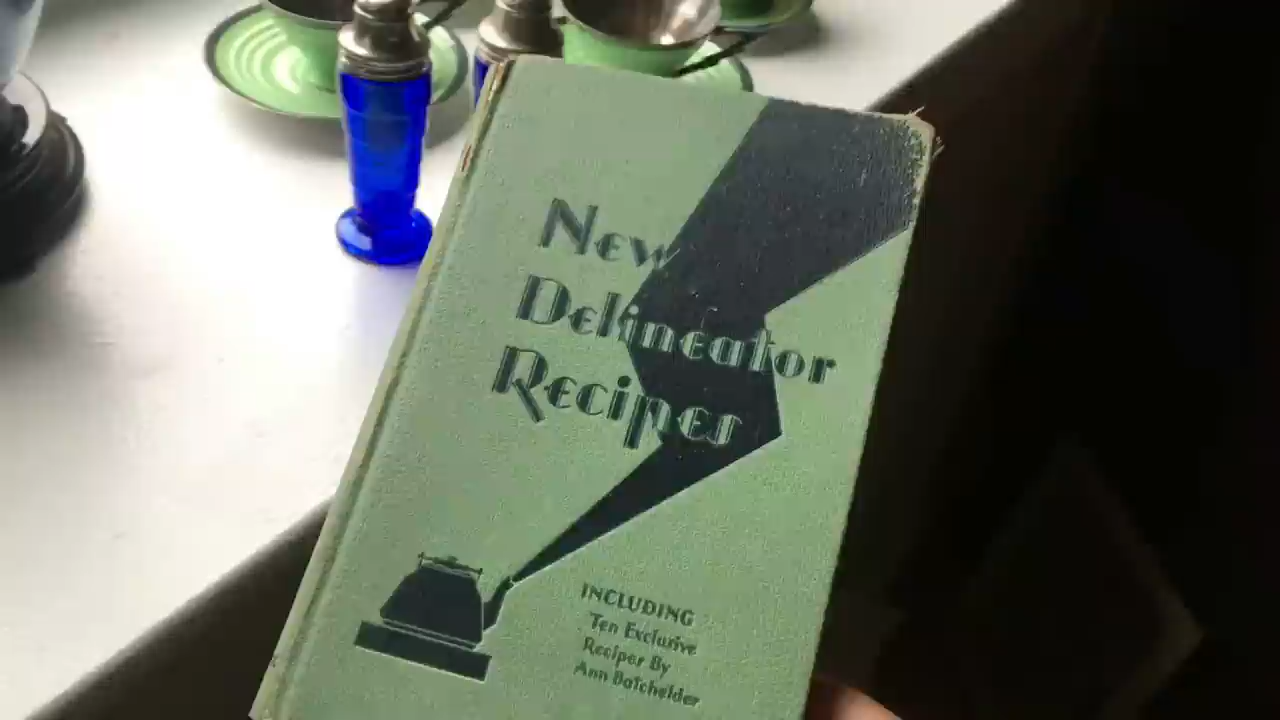 New
Delineator
Recipes
INCLUDING
Ten Exclusive
Recipes By
Ann Batchelder